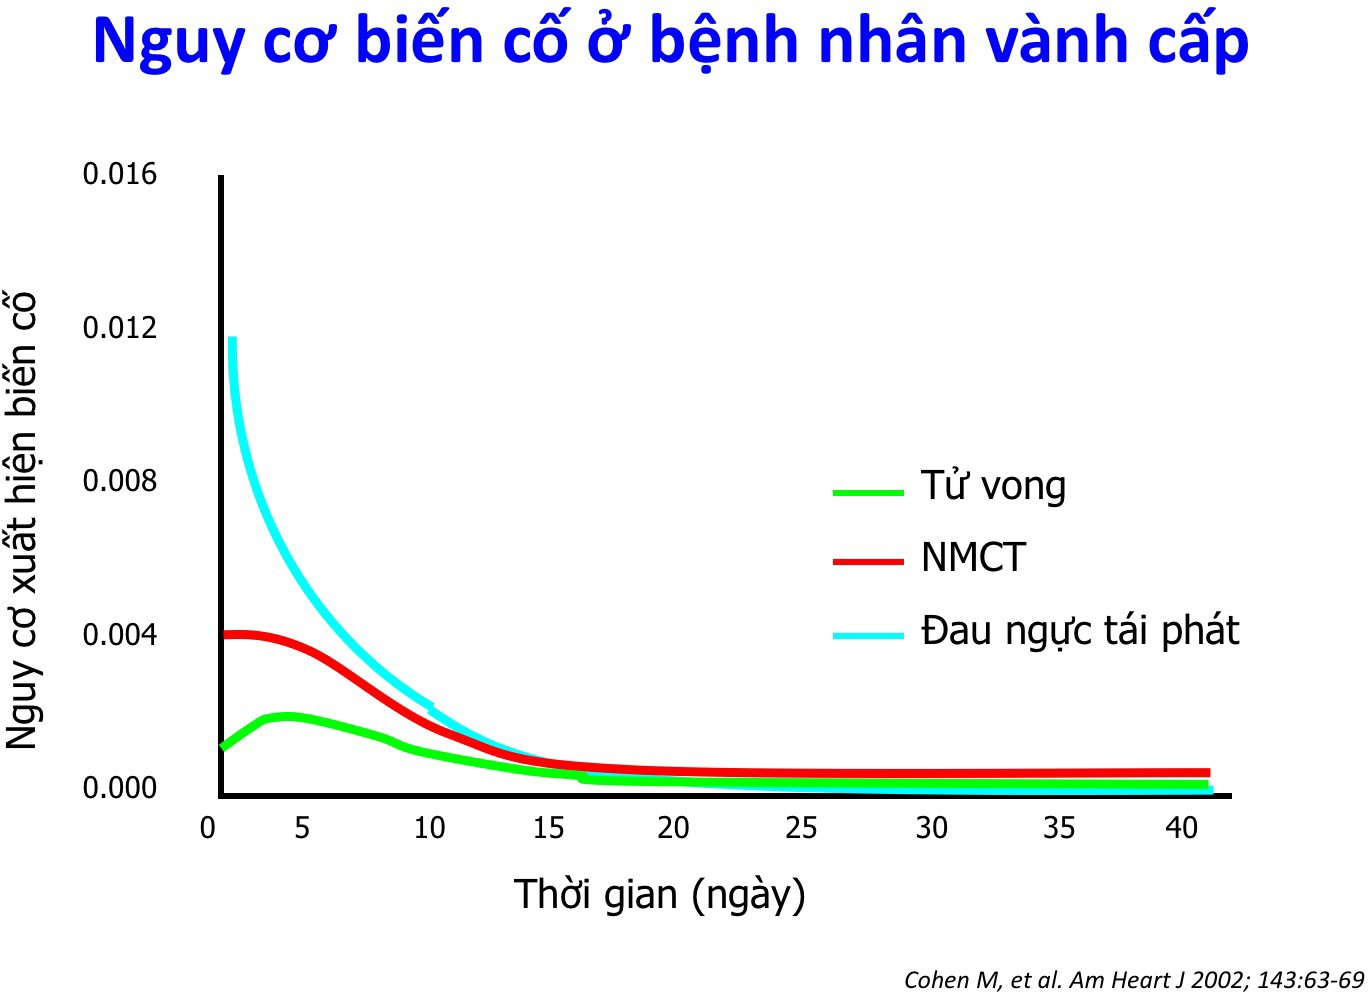 Nguy cơ biến cố ở bệnh nhân vành cấp
0.016
0.012
0.008
0.004
0.000
Nguy cơ xuất hiện biến cố
Tử vong
NMCT
Đau ngực tái phát
0 5 10 15 20 25 30 35 40
Thời gian (ngày)
Cohen M, et al. Am Heart J 2002; 143:63-69